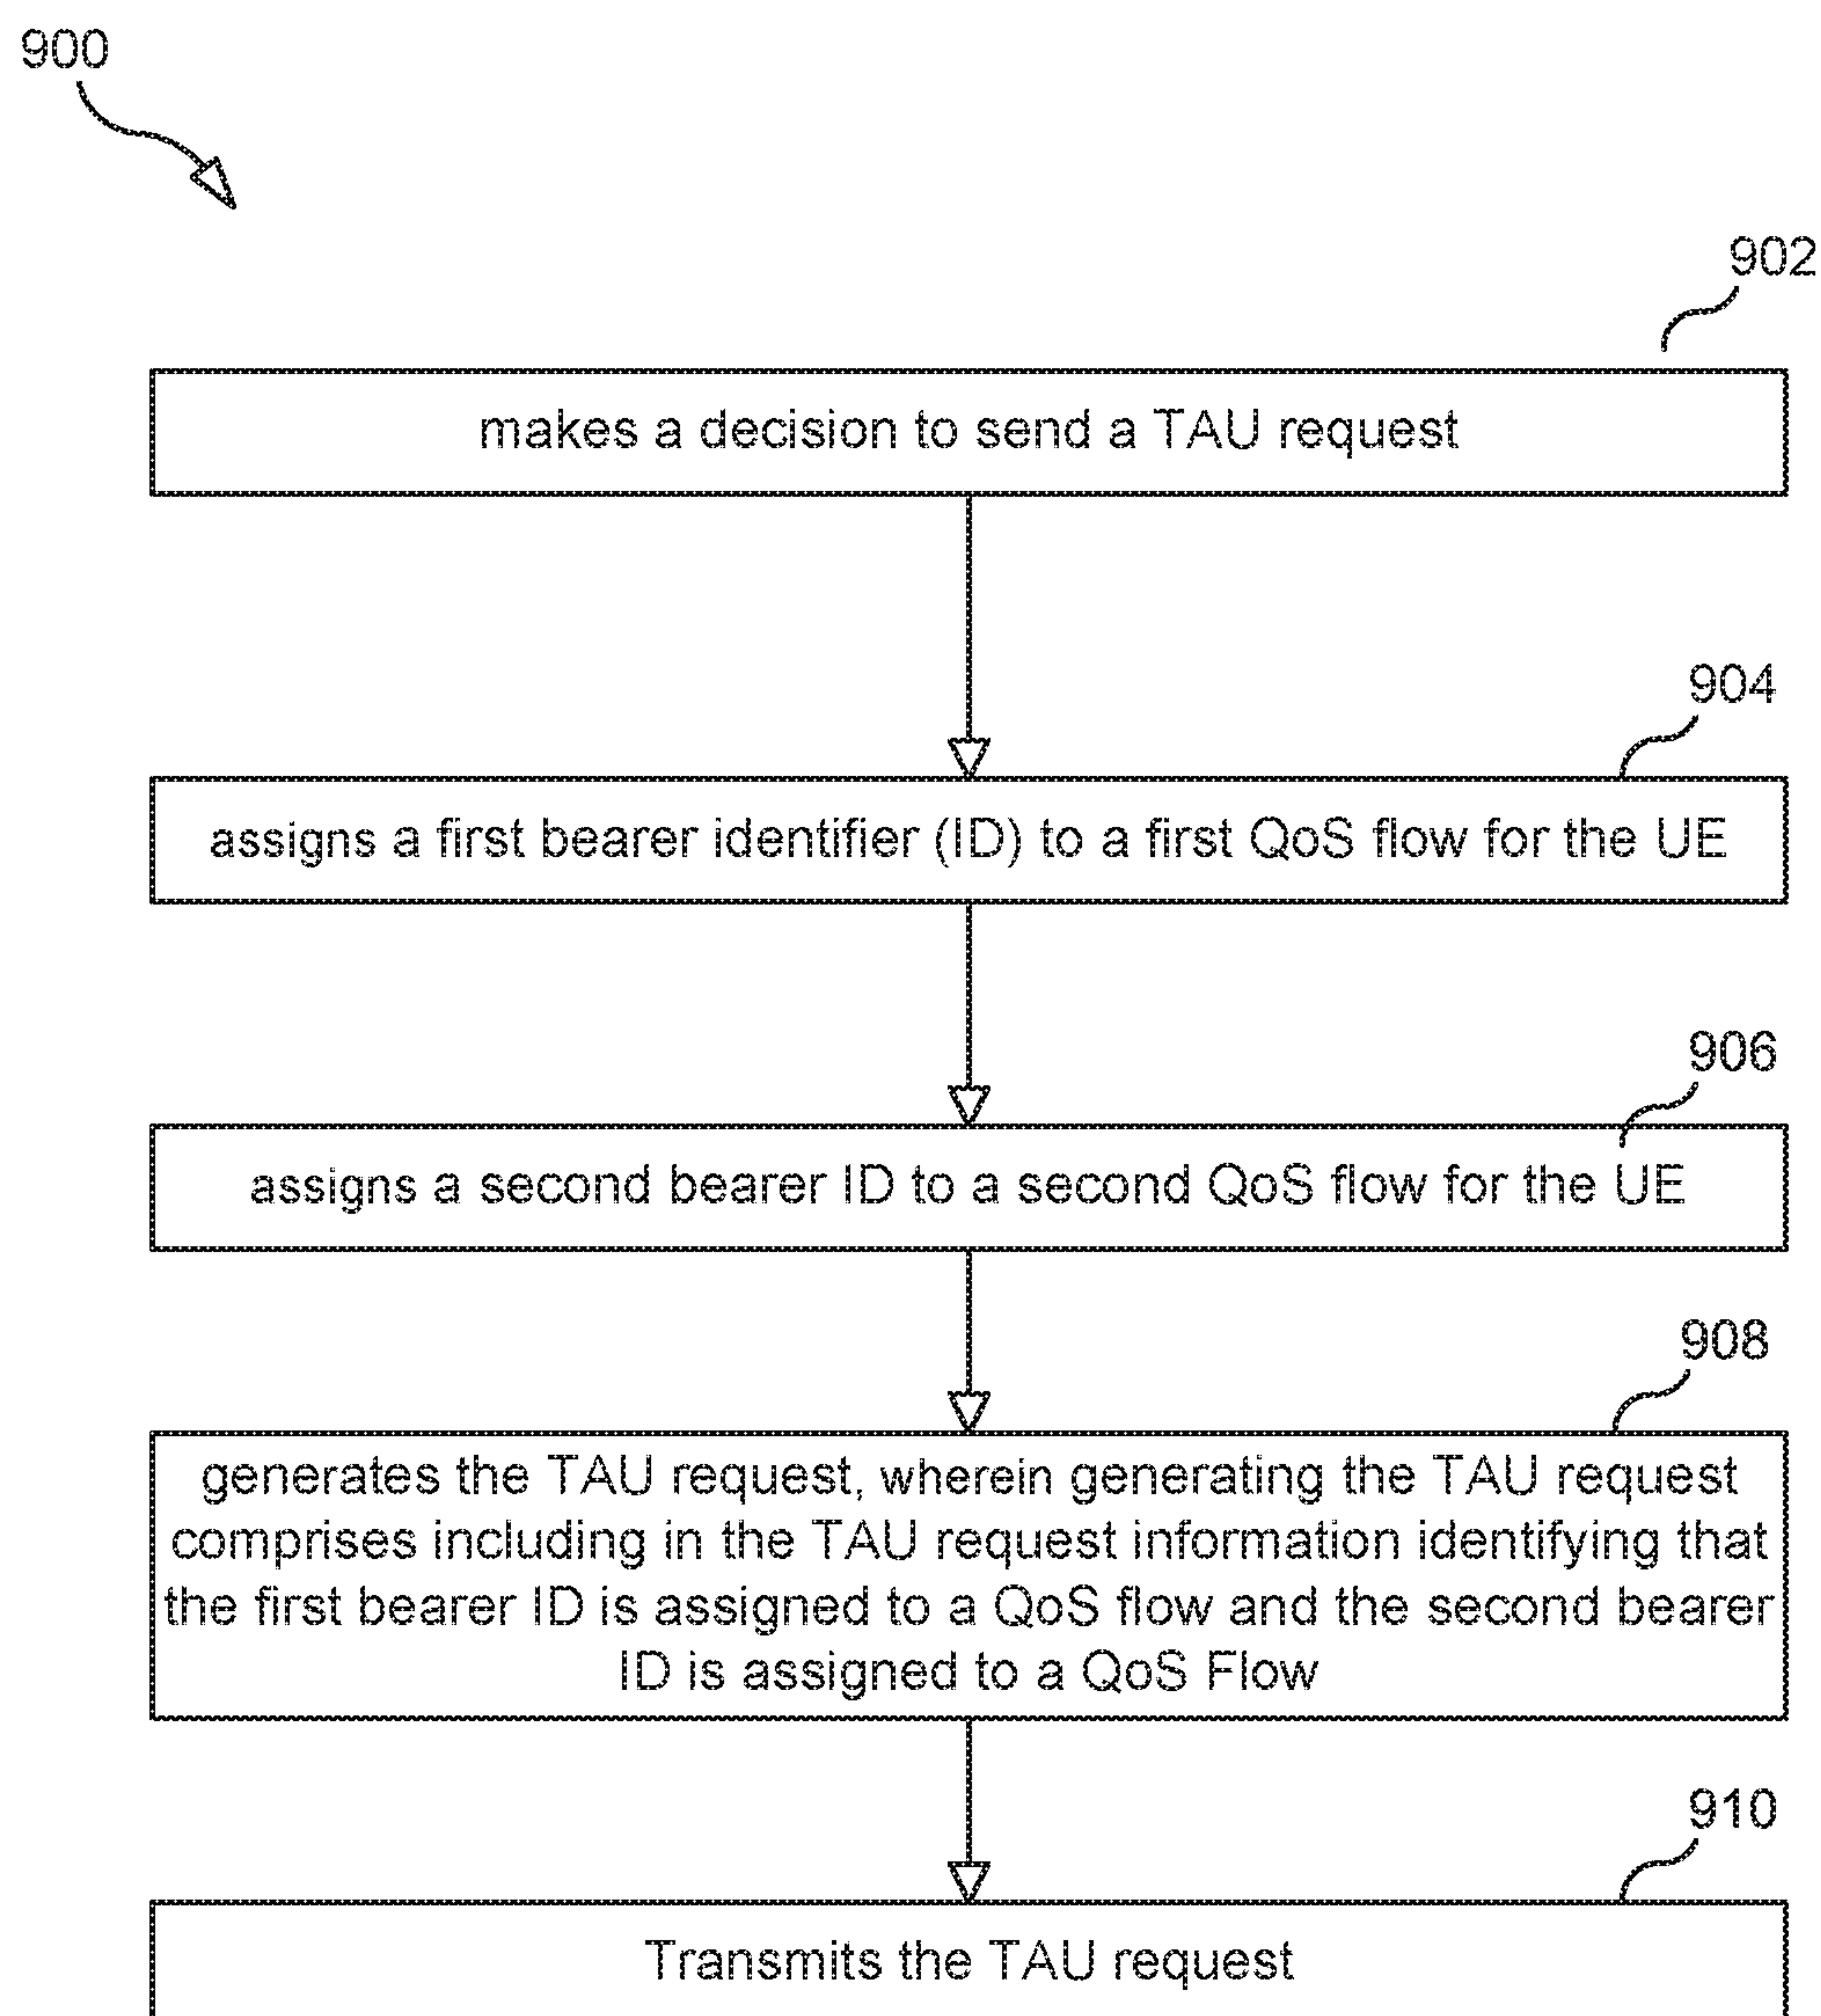 900
902
makes a decision to send a TAU request
904
assigns a first bearer identifier (ID) to a first QoS flow for the UE
906
assigns a second bearer ID to a second QoS flow for the UE
908
generates the TAU request, wherein generating the TAU request
comprises including in the TAU request information identifying that
the first bearer ID is assigned to a QoS flow and the second bearer
ID is assigned to a QoS Flow
910
Transmits the TAU request